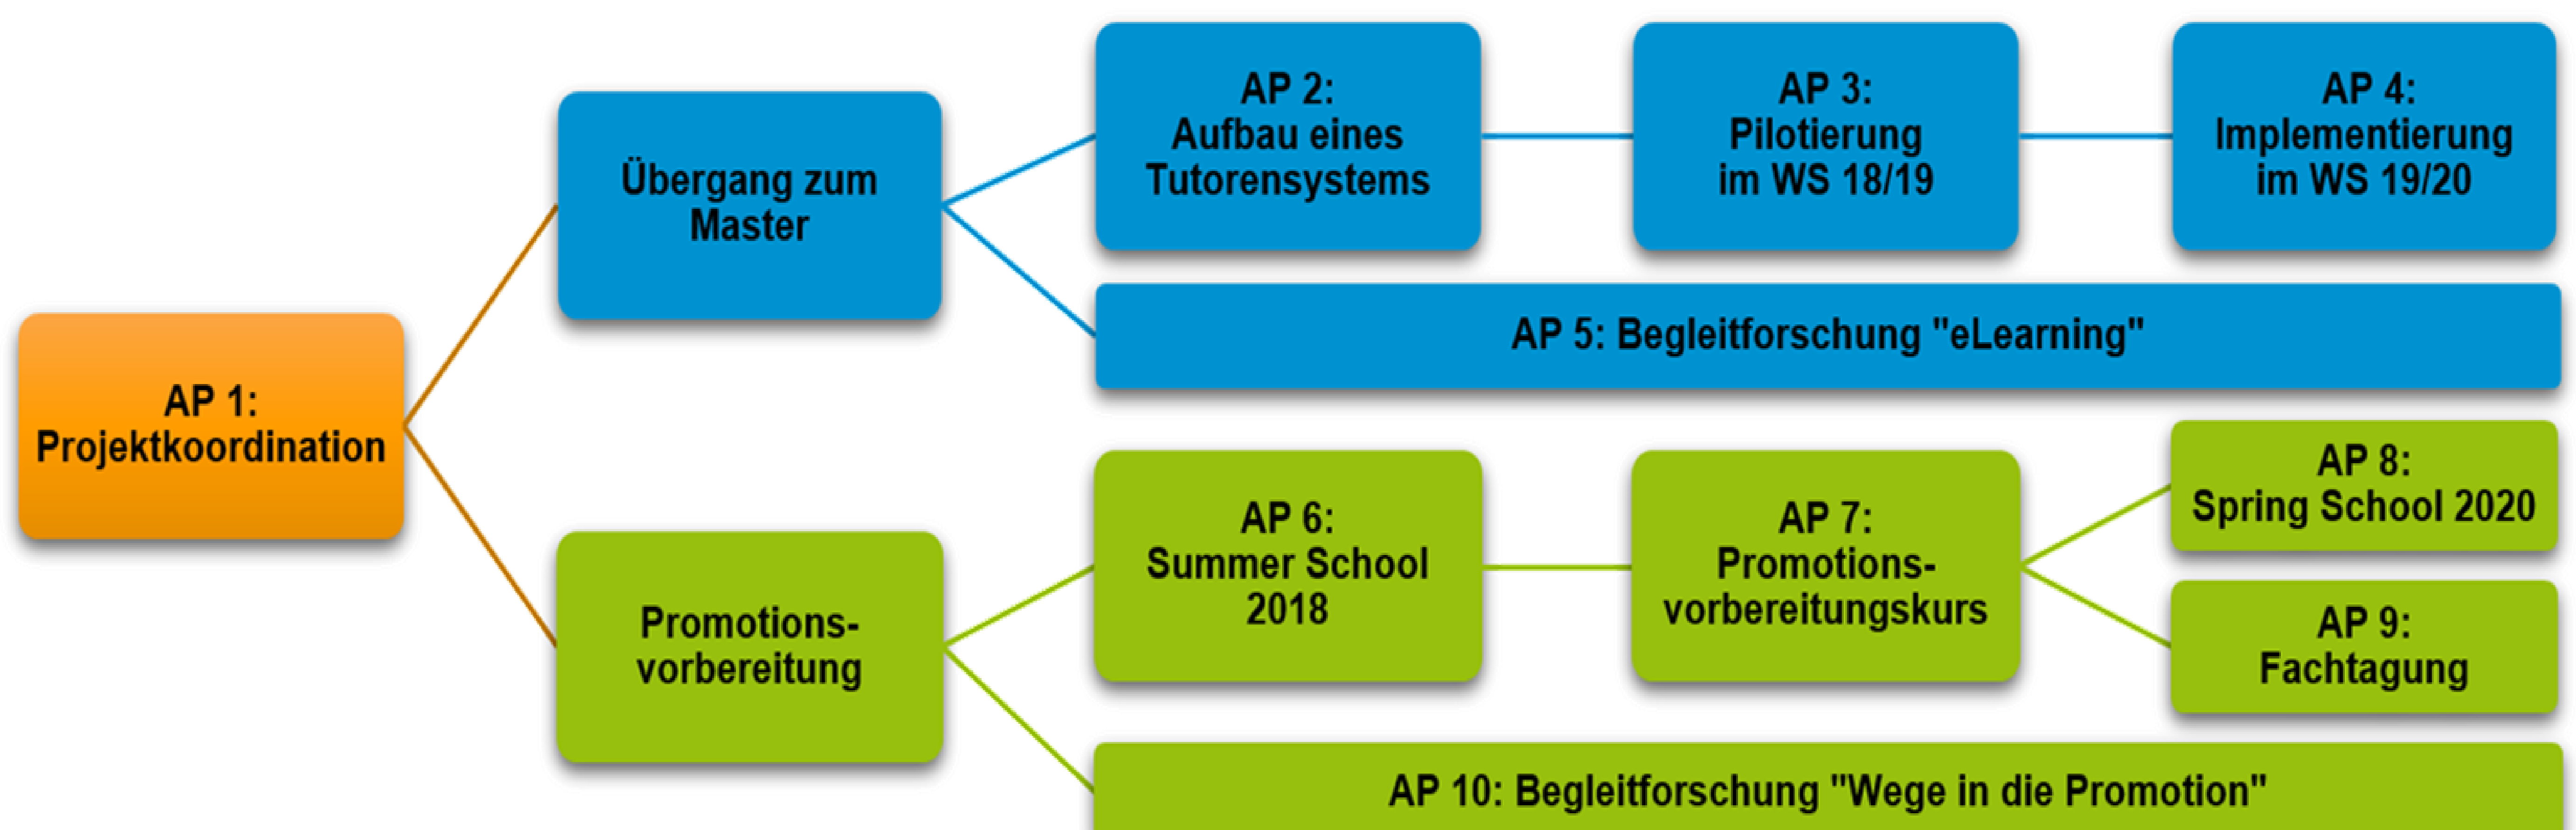 AP 1:
Projektkoordination
Übergang zum
Master
AP 2:
Aufbau eines
Tutorensystems
AP 3:
Pilotierung
im WS 18/19
AP 4:
Implementierung
im WS 19/20
AP 5: Begleitforschung "eLearning"
Promotions-
vorbereitung
AP 6:
Summer School
2018
AP 7:
Promotions-
vorbereitungskurs
AP 8:
Spring School 2020
AP 9:
Fachtagung
AP 10: Begleitforschung "Wege in die Promotion"